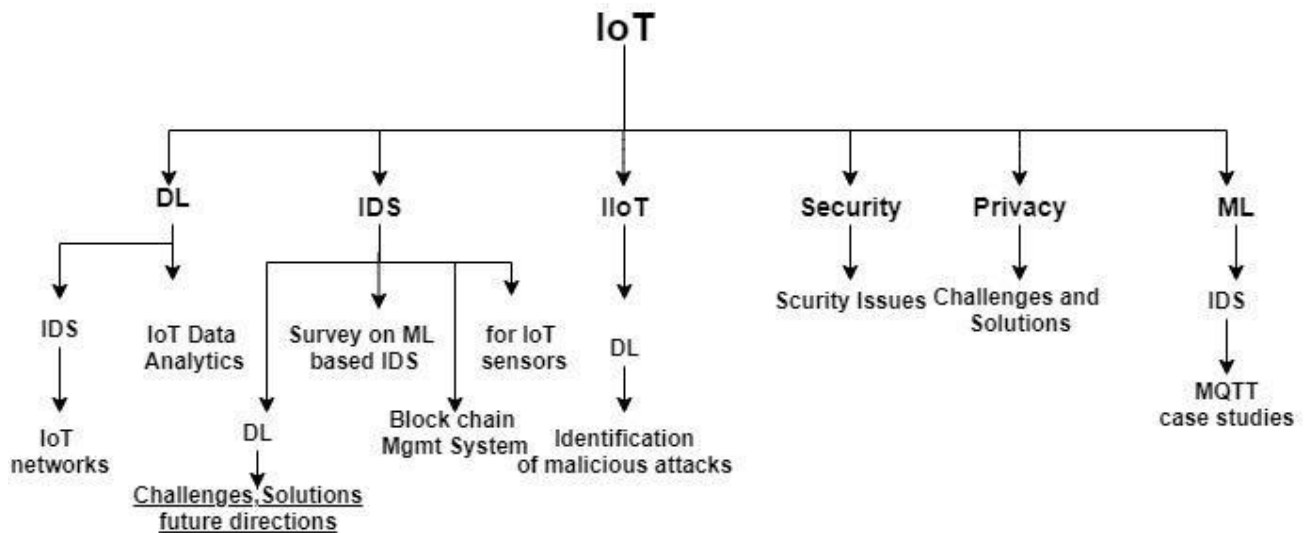 IoT
DL
IDS
IIoT
Security
Privacy
ML
IDS
IoT Data
Analytics
Survey on ML
based IDS
for IoT
sensors
DL
Scurity Issues
Challenges and
Solutions
IDS
IoT
networks
DL
Block chain
Mgmt System
Identification
of malicious attacks
MQTT
case studies
Challenges,Solutions
future directions